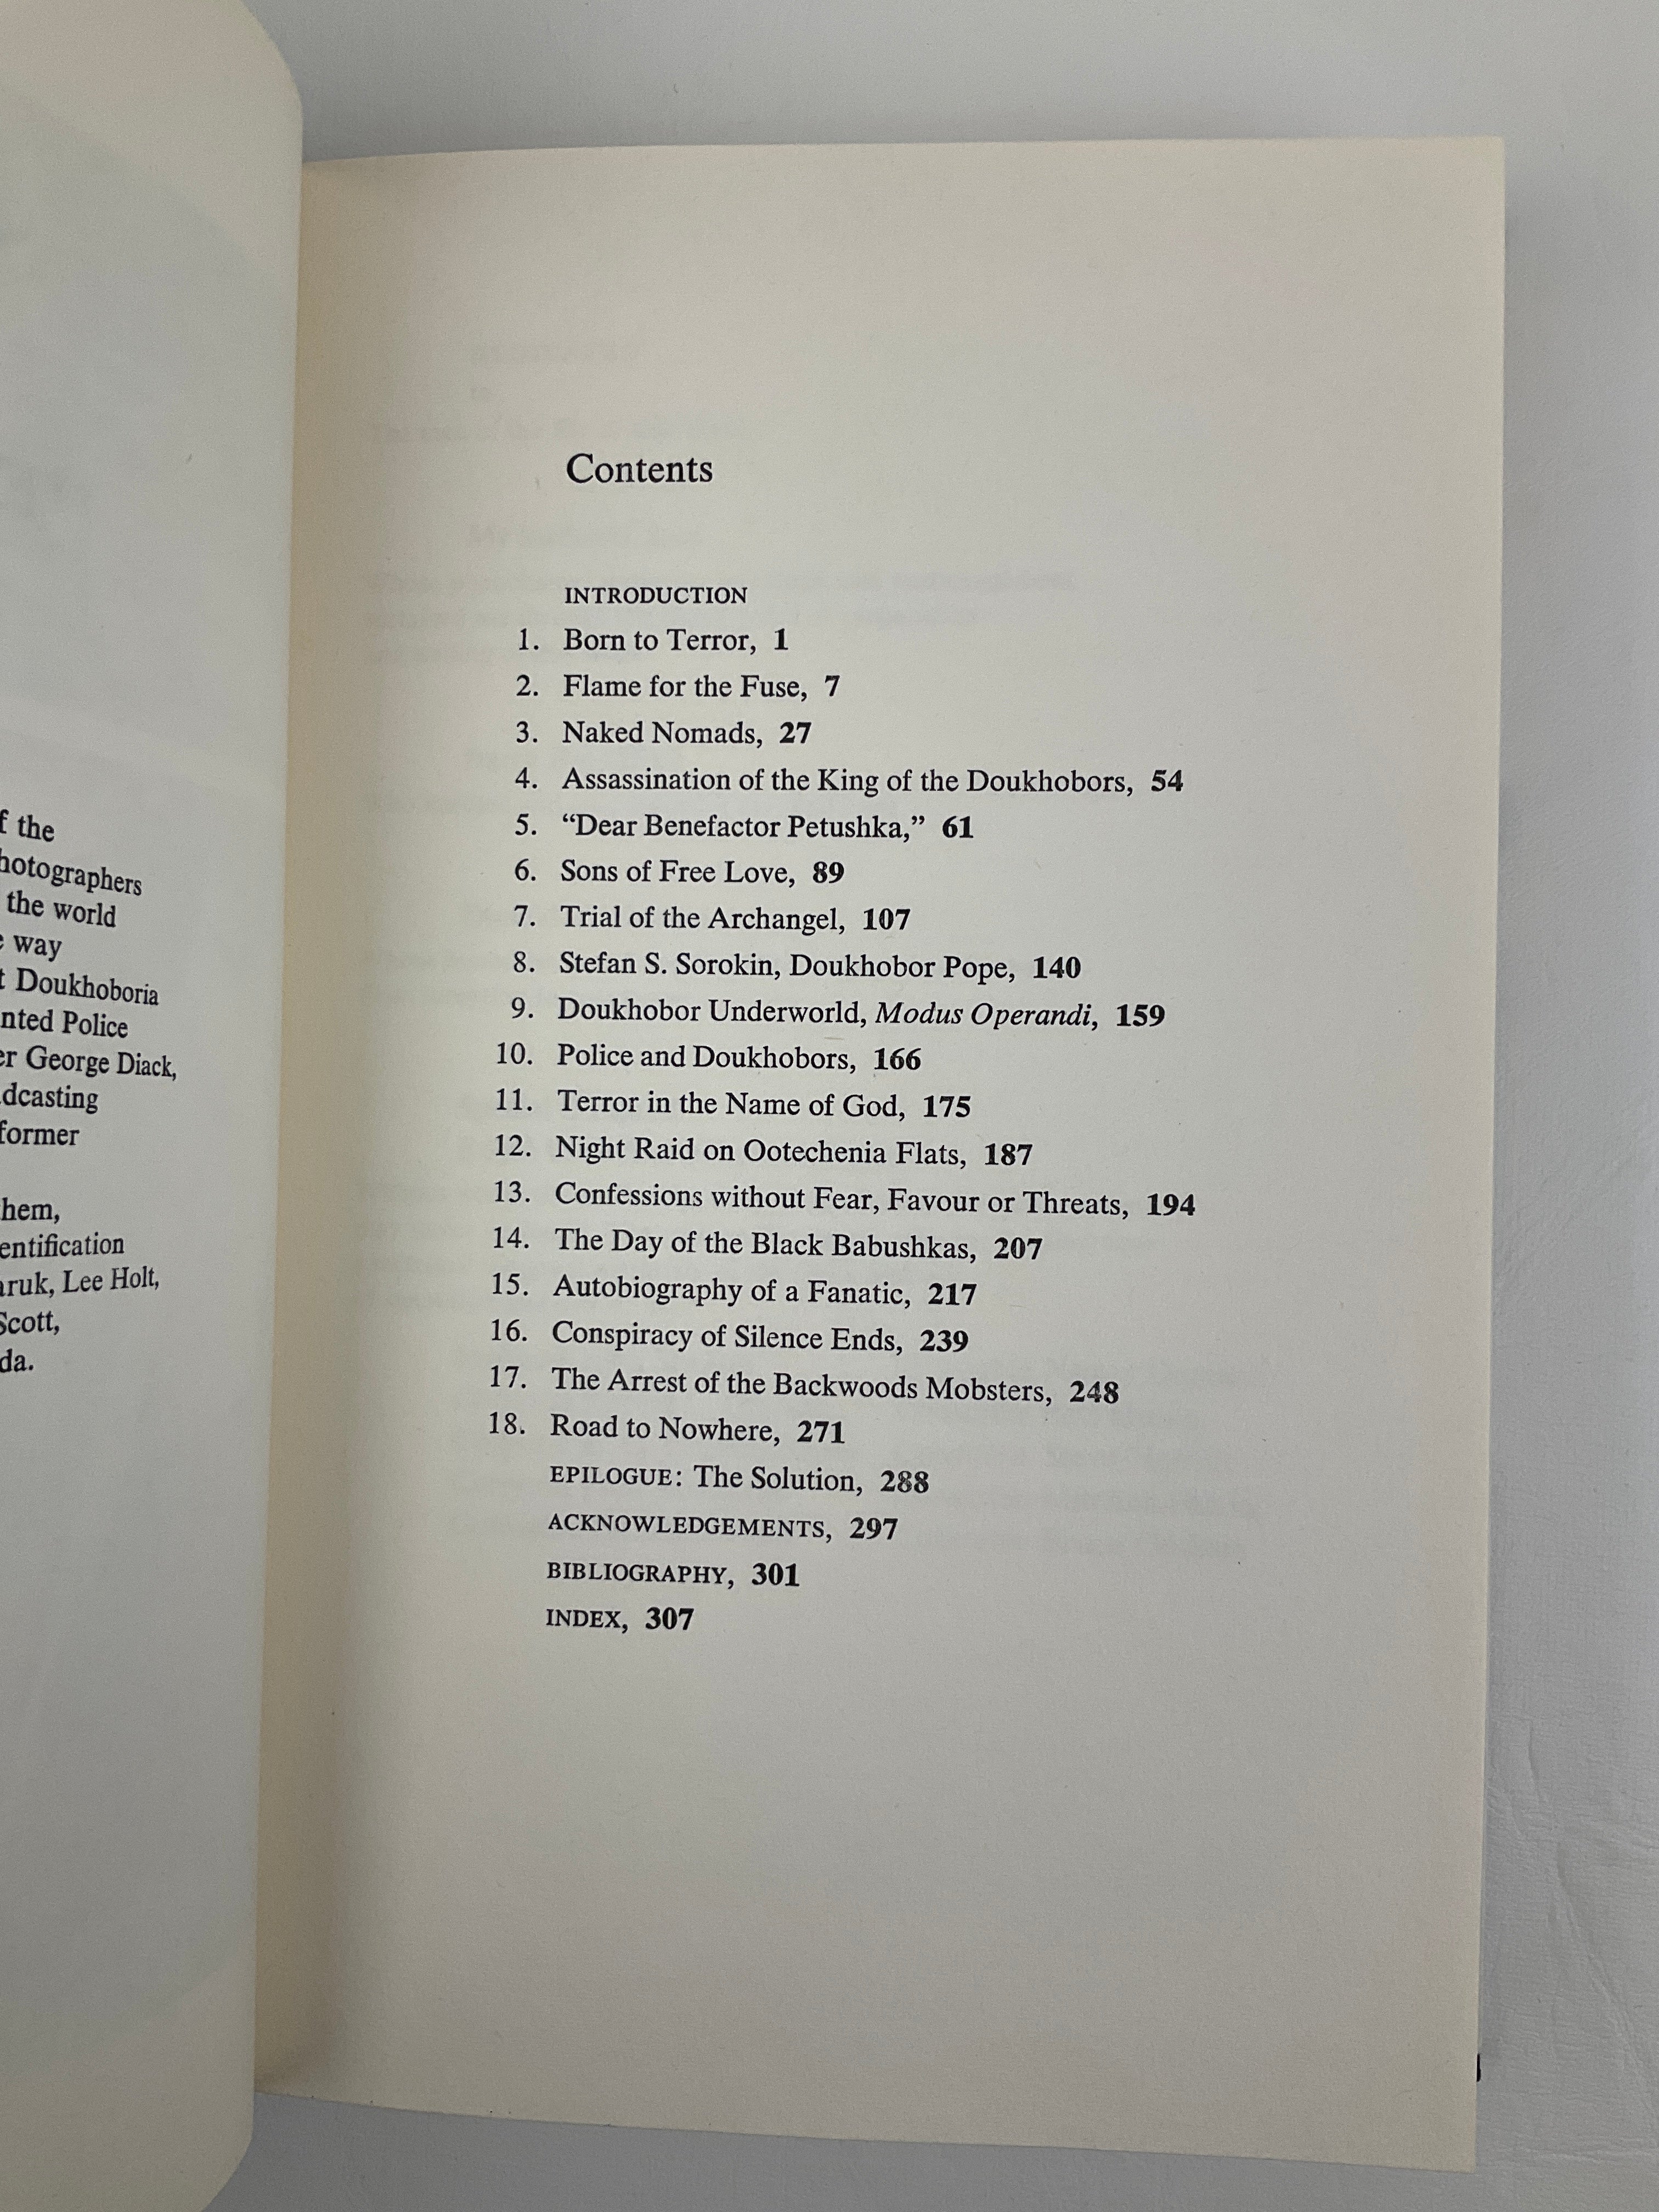 f the
hotographers
the world
way
t Doukhoboria
nted Police
er George Diack,
dcasting
former
hem,
entification
aruk, Lee Holt,
Scott,
da.
Contents
INTRODUCTION
1. Born to Terror, 1
2. Flame for the Fuse, 7
3. Naked Nomads, 27
4. Assassination of the King of the Doukhobors, 54
5. “Dear Benefactor Petushka,” 61
6. Sons of Free Love, 89
7. Trial of the Archangel, 107
8. Stefan S. Sorokin, Doukhobor Pope, 140
9. Doukhobor Underworld, Modus Operandi, 159
10. Police and Doukhobors, 166
11. Terror in the Name of God, 175
12. Night Raid on Ootechenia Flats, 187
13. Confessions without Fear, Favour or Threats, 194
14. The Day of the Black Babushkas, 207
15. Autobiography of a Fanatic, 217
16. Conspiracy of Silence Ends, 239
17. The Arrest of the Backwoods Mobsters, 248
18. Road to Nowhere, 271
EPILOGUE: The Solution, 288
ACKNOWLEDGEMENTS, 297
BIBLIOGRAPHY, 301
INDEX, 307